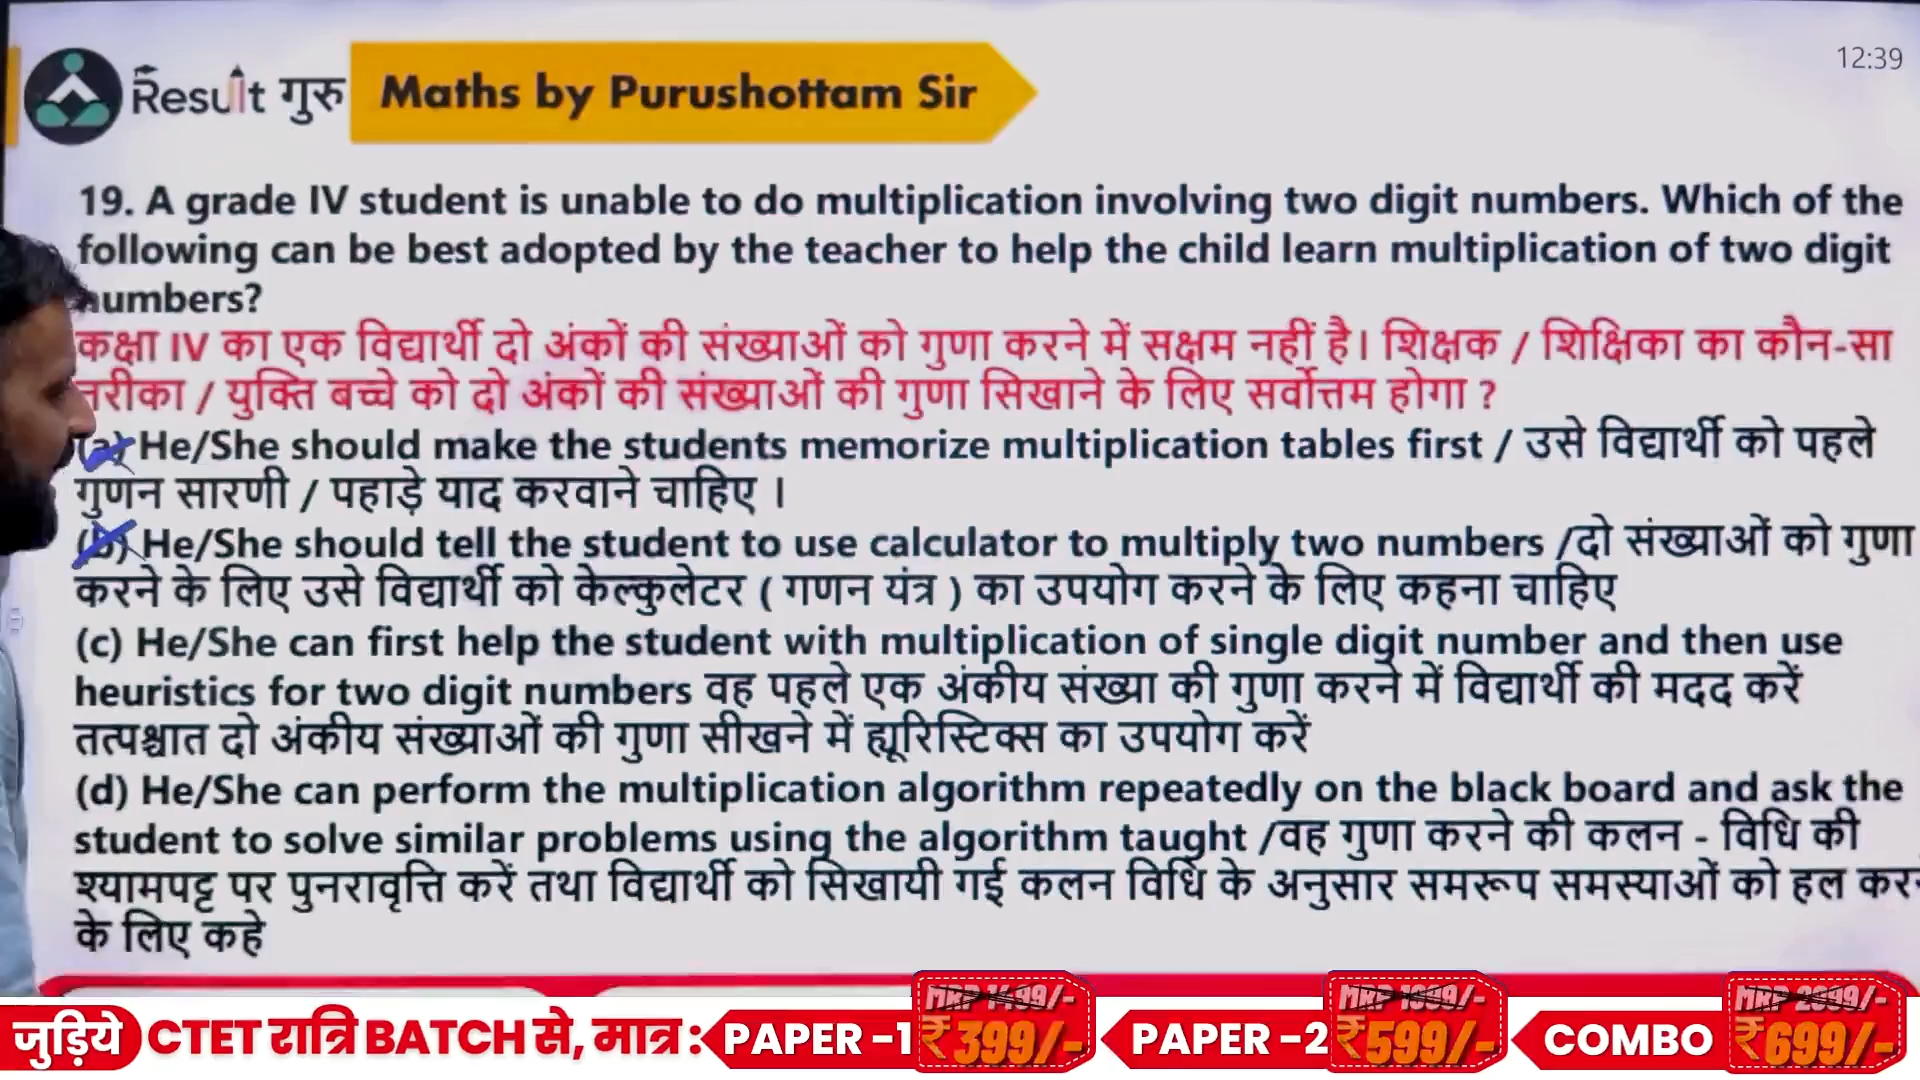 Result गुरु Maths by Purushottam Sir
12:39
19. A grade IV student is unable to do multiplication involving two digit numbers. Which of the
following can be best adopted by the teacher to help the child learn multiplication of two digit
numbers?
कक्षा IV का एक विद्यार्थी दो अंकों की संख्याओं को गुणा करने में सक्षम नहीं है। शिक्षक / शिक्षिका का कौन-सा
तरीका / युक्ति बच्चे को दो अंकों की संख्याओं की गुणा सिखाने के लिए सर्वोत्तम होगा ?
(a) He/She should make the students memorize multiplication tables first / उसे विद्यार्थी को पहले
गुणन सारणी / पहाड़े याद करवाने चाहिए ।
(b) He/She should tell the student to use calculator to multiply two numbers /दो संख्याओं को गुणा
करने के लिए उसे विद्यार्थी को केल्कुलेटर ( गणन यंत्र ) का उपयोग करने के लिए कहना चाहिए
(c) He/She can first help the student with multiplication of single digit number and then use
heuristics for two digit numbers वह पहले एक अंकीय संख्या की गुणा करने में विद्यार्थी की मदद करें
तत्पश्चात दो अंकीय संख्याओं की गुणा सीखने में ह्यूरिस्टिक्स का उपयोग करें
(d) He/She can perform the multiplication algorithm repeatedly on the black board and ask the
student to solve similar problems using the algorithm taught /वह गुणा करने की कलन - विधि की
श्यामपट्ट पर पुनरावृत्ति करें तथा विद्यार्थी को सिखायी गई कलन विधि के अनुसार समरूप समस्याओं को हल
के लिए कहे
जुड़िये CTET रात्रि BATCH से, मात्र : PAPER -1 MRP 1499/- ₹399/- PAPER -2 MRP 1699/- ₹599/- COMBO MRP 2999/- ₹699/-